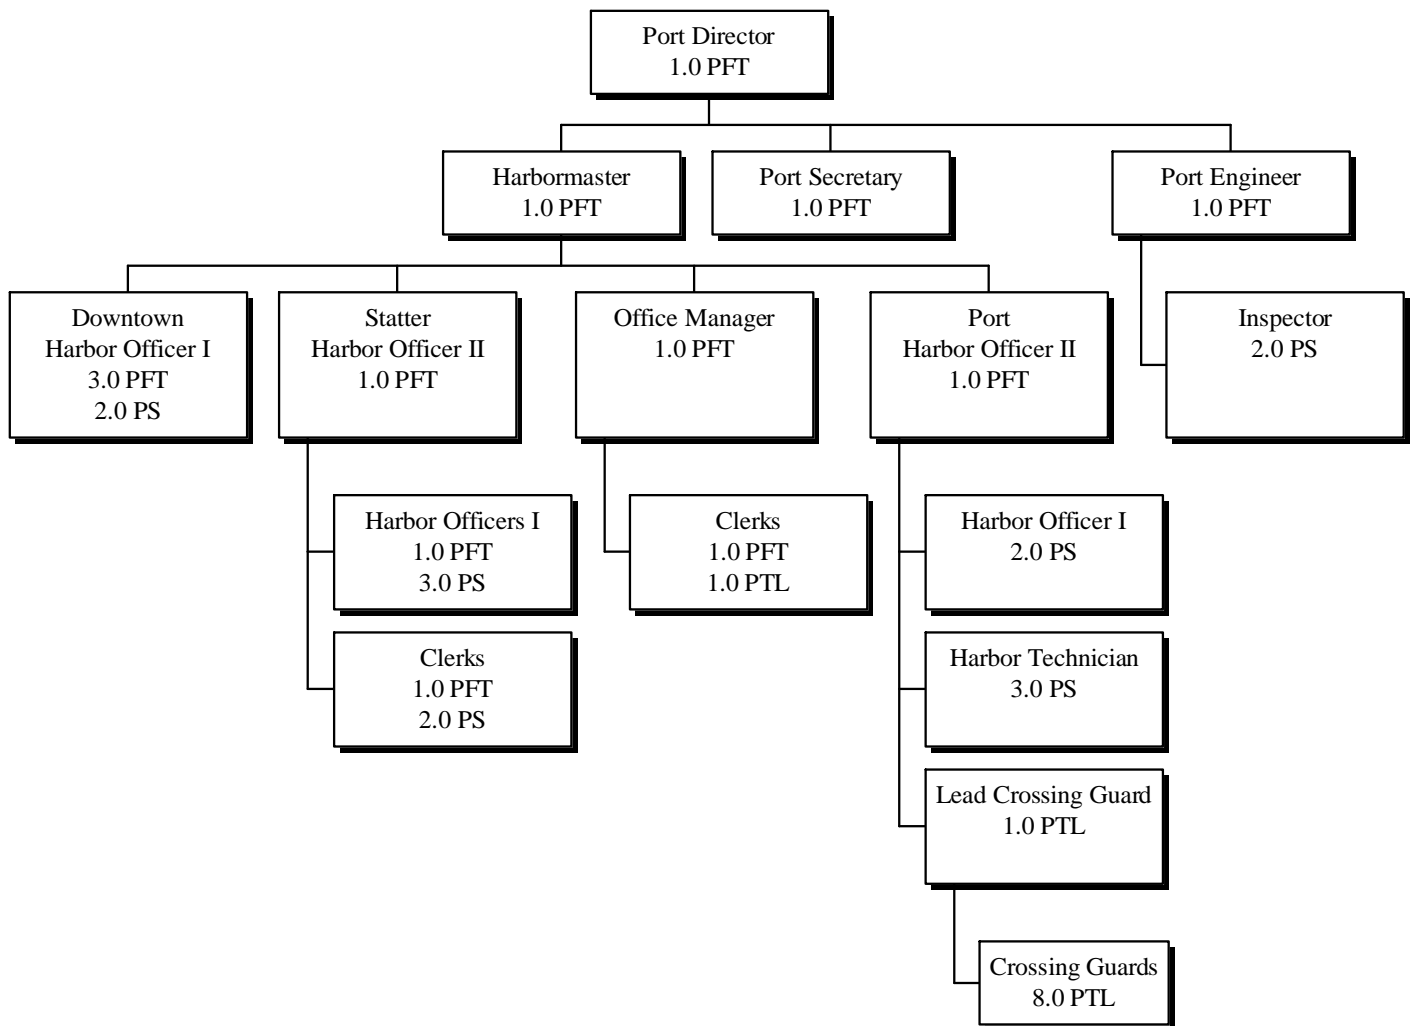 Port Director
1.0 PFT
Harbormaster
1.0 PFT
Port Secretary
1.0 PFT
Port Engineer
1.0 PFT
Downtown
Harbor Officer I
3.0 PFT
2.0 PS
Statter
Harbor Officer II
1.0 PFT
Office Manager
1.0 PFT
Port
Harbor Officer II
1.0 PFT
Inspector
2.0 PS
Harbor Officers I
1.0 PFT
3.0 PS
Clerks
1.0 PFT
2.0 PS
Clerks
1.0 PFT
1.0 PTL
Harbor Officer I
2.0 PS
Harbor Technician
3.0 PS
Lead Crossing Guard
1.0 PTL
Crossing Guards
8.0 PTL